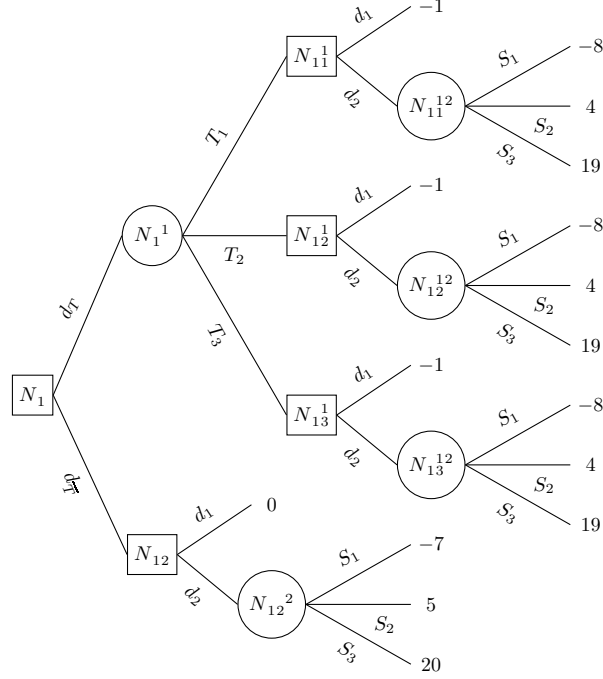 d₁ −1
N₁₁¹
S₁ −8
d₂ N₁₁¹² 4
S₂
T₁ S₃ 19
d₁ −1
S₁ −8
N₁¹ N₁₂¹
T₂ d₂ N₁₂¹² 4
S₂
S₃ 19
d_T T₃
d₁ −1
N₁ S₁ −8
N₁₃¹
d₂ N₁₃¹² 4
S₂
d_T̄ S₃ 19
d₁ 0
N₁₂ S₁ −7
d₂ N₁₂² 5
S₂
S₃ 20